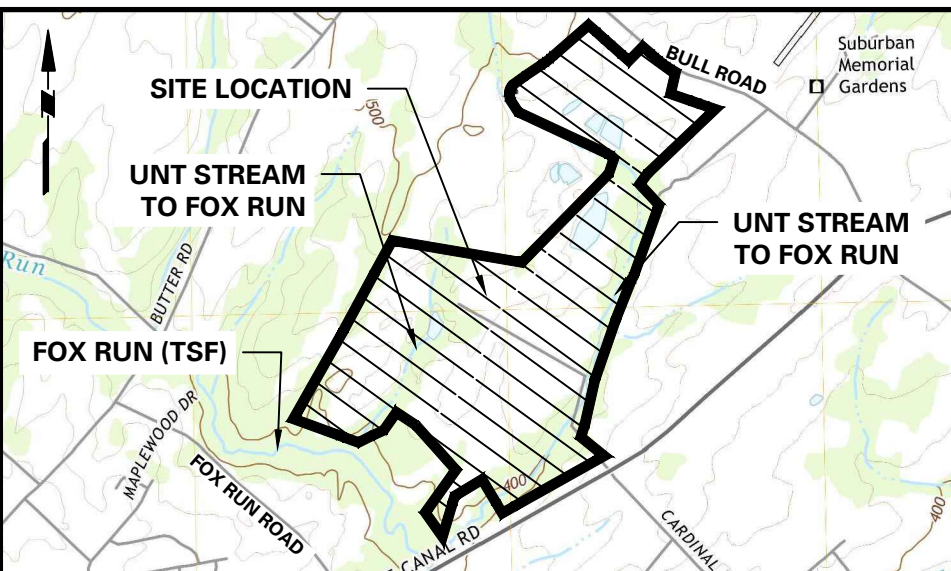 BULL ROAD
Suburban
Memorial
Gardens
SITE LOCATION
500
UNT STREAM
TO FOX RUN
UNT STREAM
TO FOX RUN
Run
BUTTER RD
FOX RUN (TSF)
MAPLEWOOD DR
FOX RUN ROAD
400
CANAL RD
CARDINAL
400